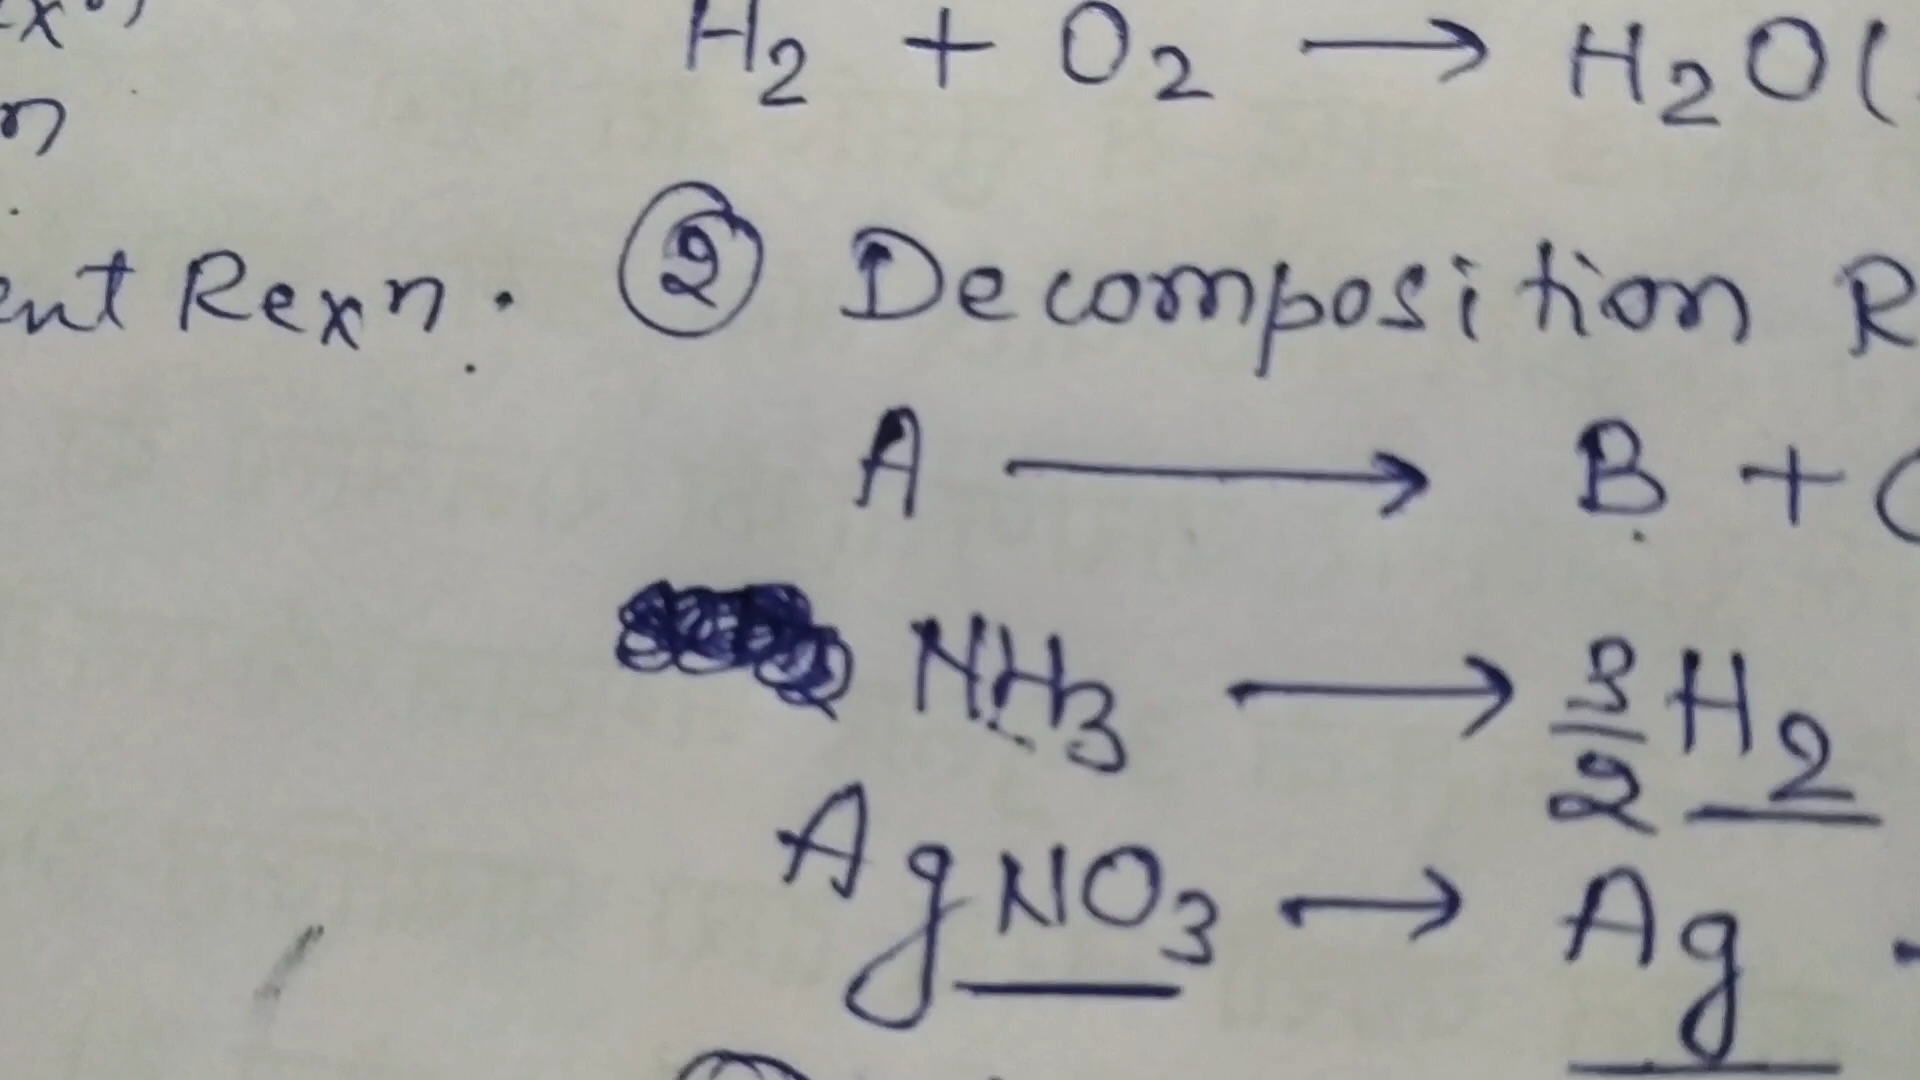 H2 + O2 → H2O(
n
ent Rexn. ② Decomposition R
A → B + C
NH3 → 3/2 H2
AgNO3 → Ag